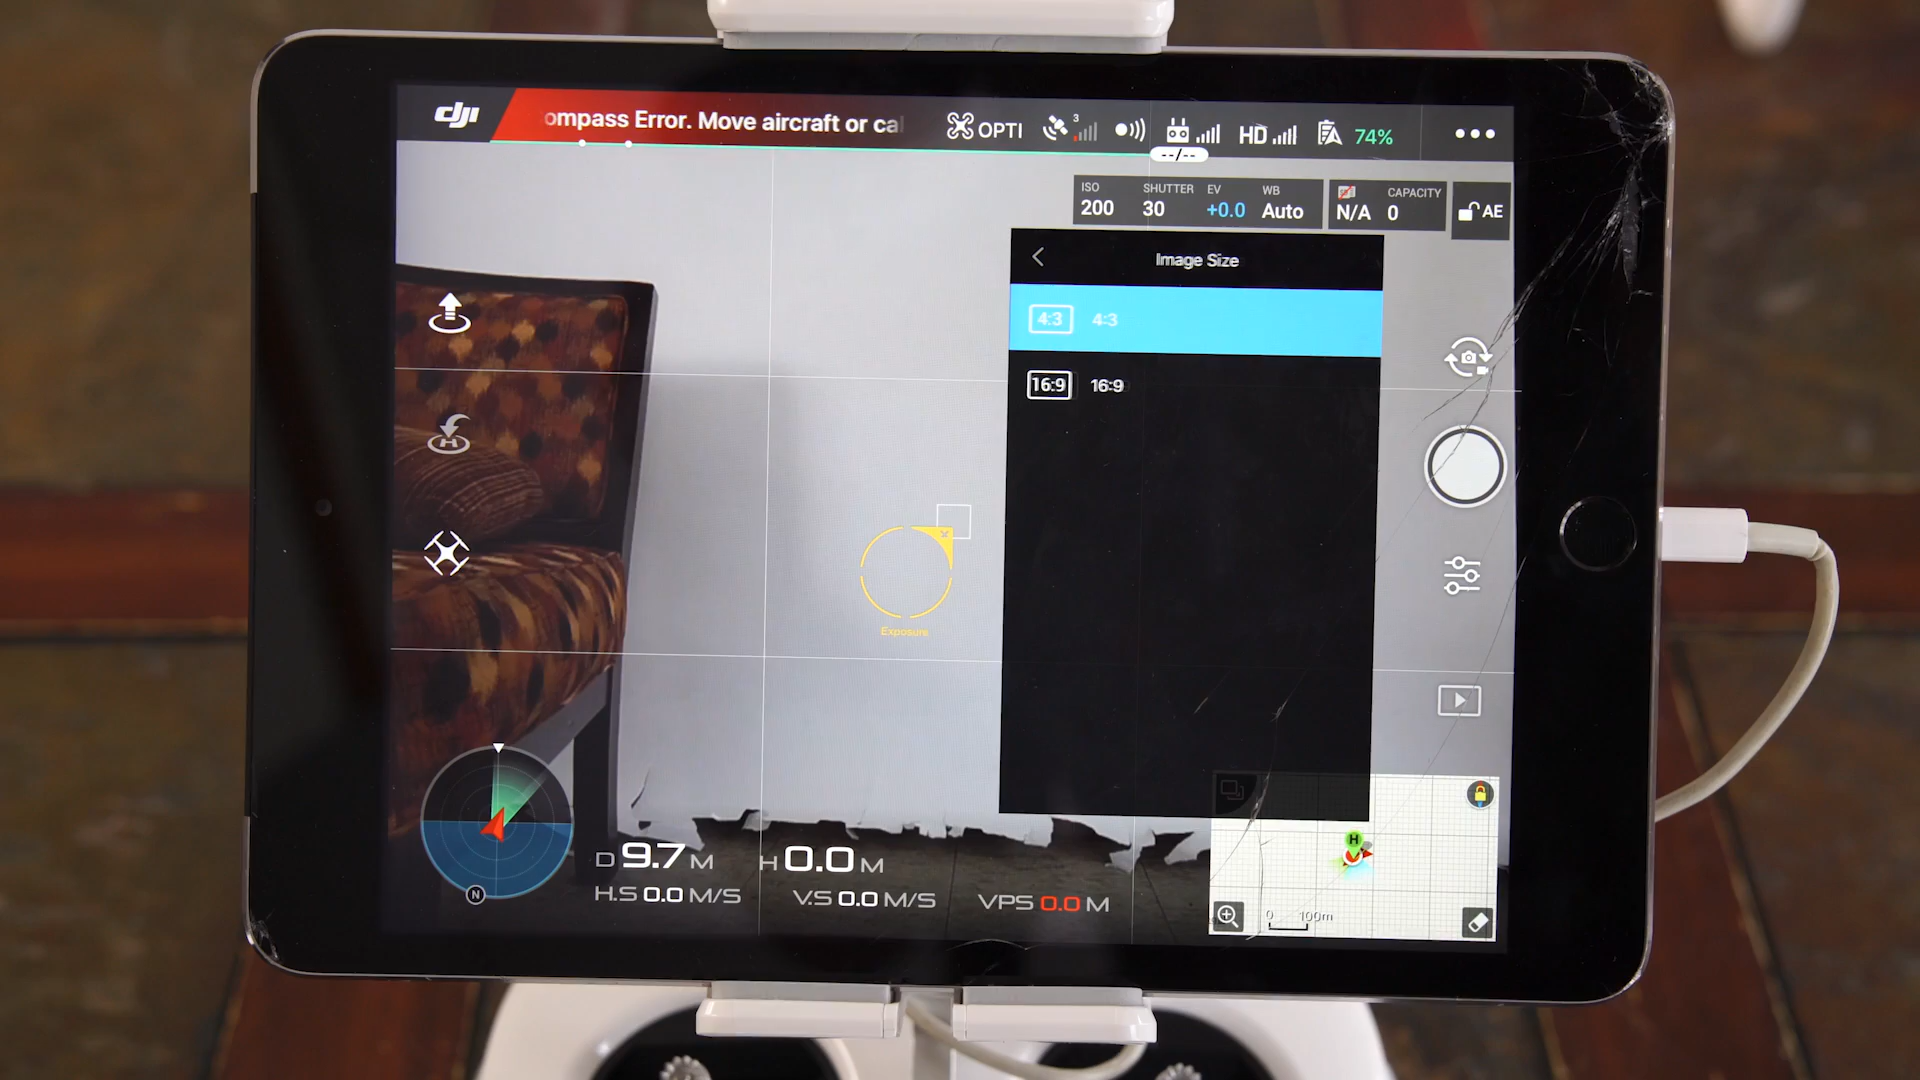 dji
ompass Error. Move aircraft or ca
OPTI
3
HD
74%
--/--
ISO
200
SHUTTER
30
EV
+0.0
WB
Auto
N/A
CAPACITY
0
AE
Image Size
4:3 4:3
16:9 16:9
Exposure
N
D 9.7 M H 0.0 M
H.S 0.0 M/S V.S 0.0 M/S VPS 0.0 M
H
0 100m